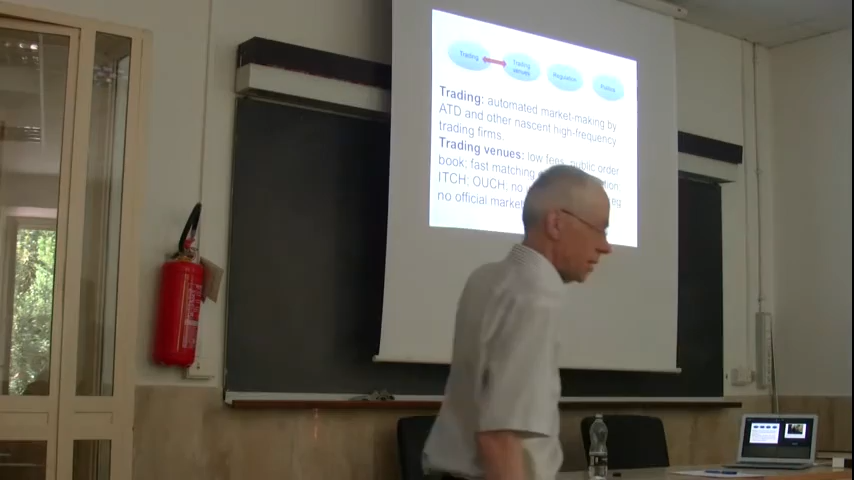 Trading
Trading
venues
Regulation
Politics
Trading: automated market-making by
ATD and other nascent high-frequency
trading firms.
Trading venues: low fees, public order
book; fast matching
ITCH; OUCH; no
eg
no official market